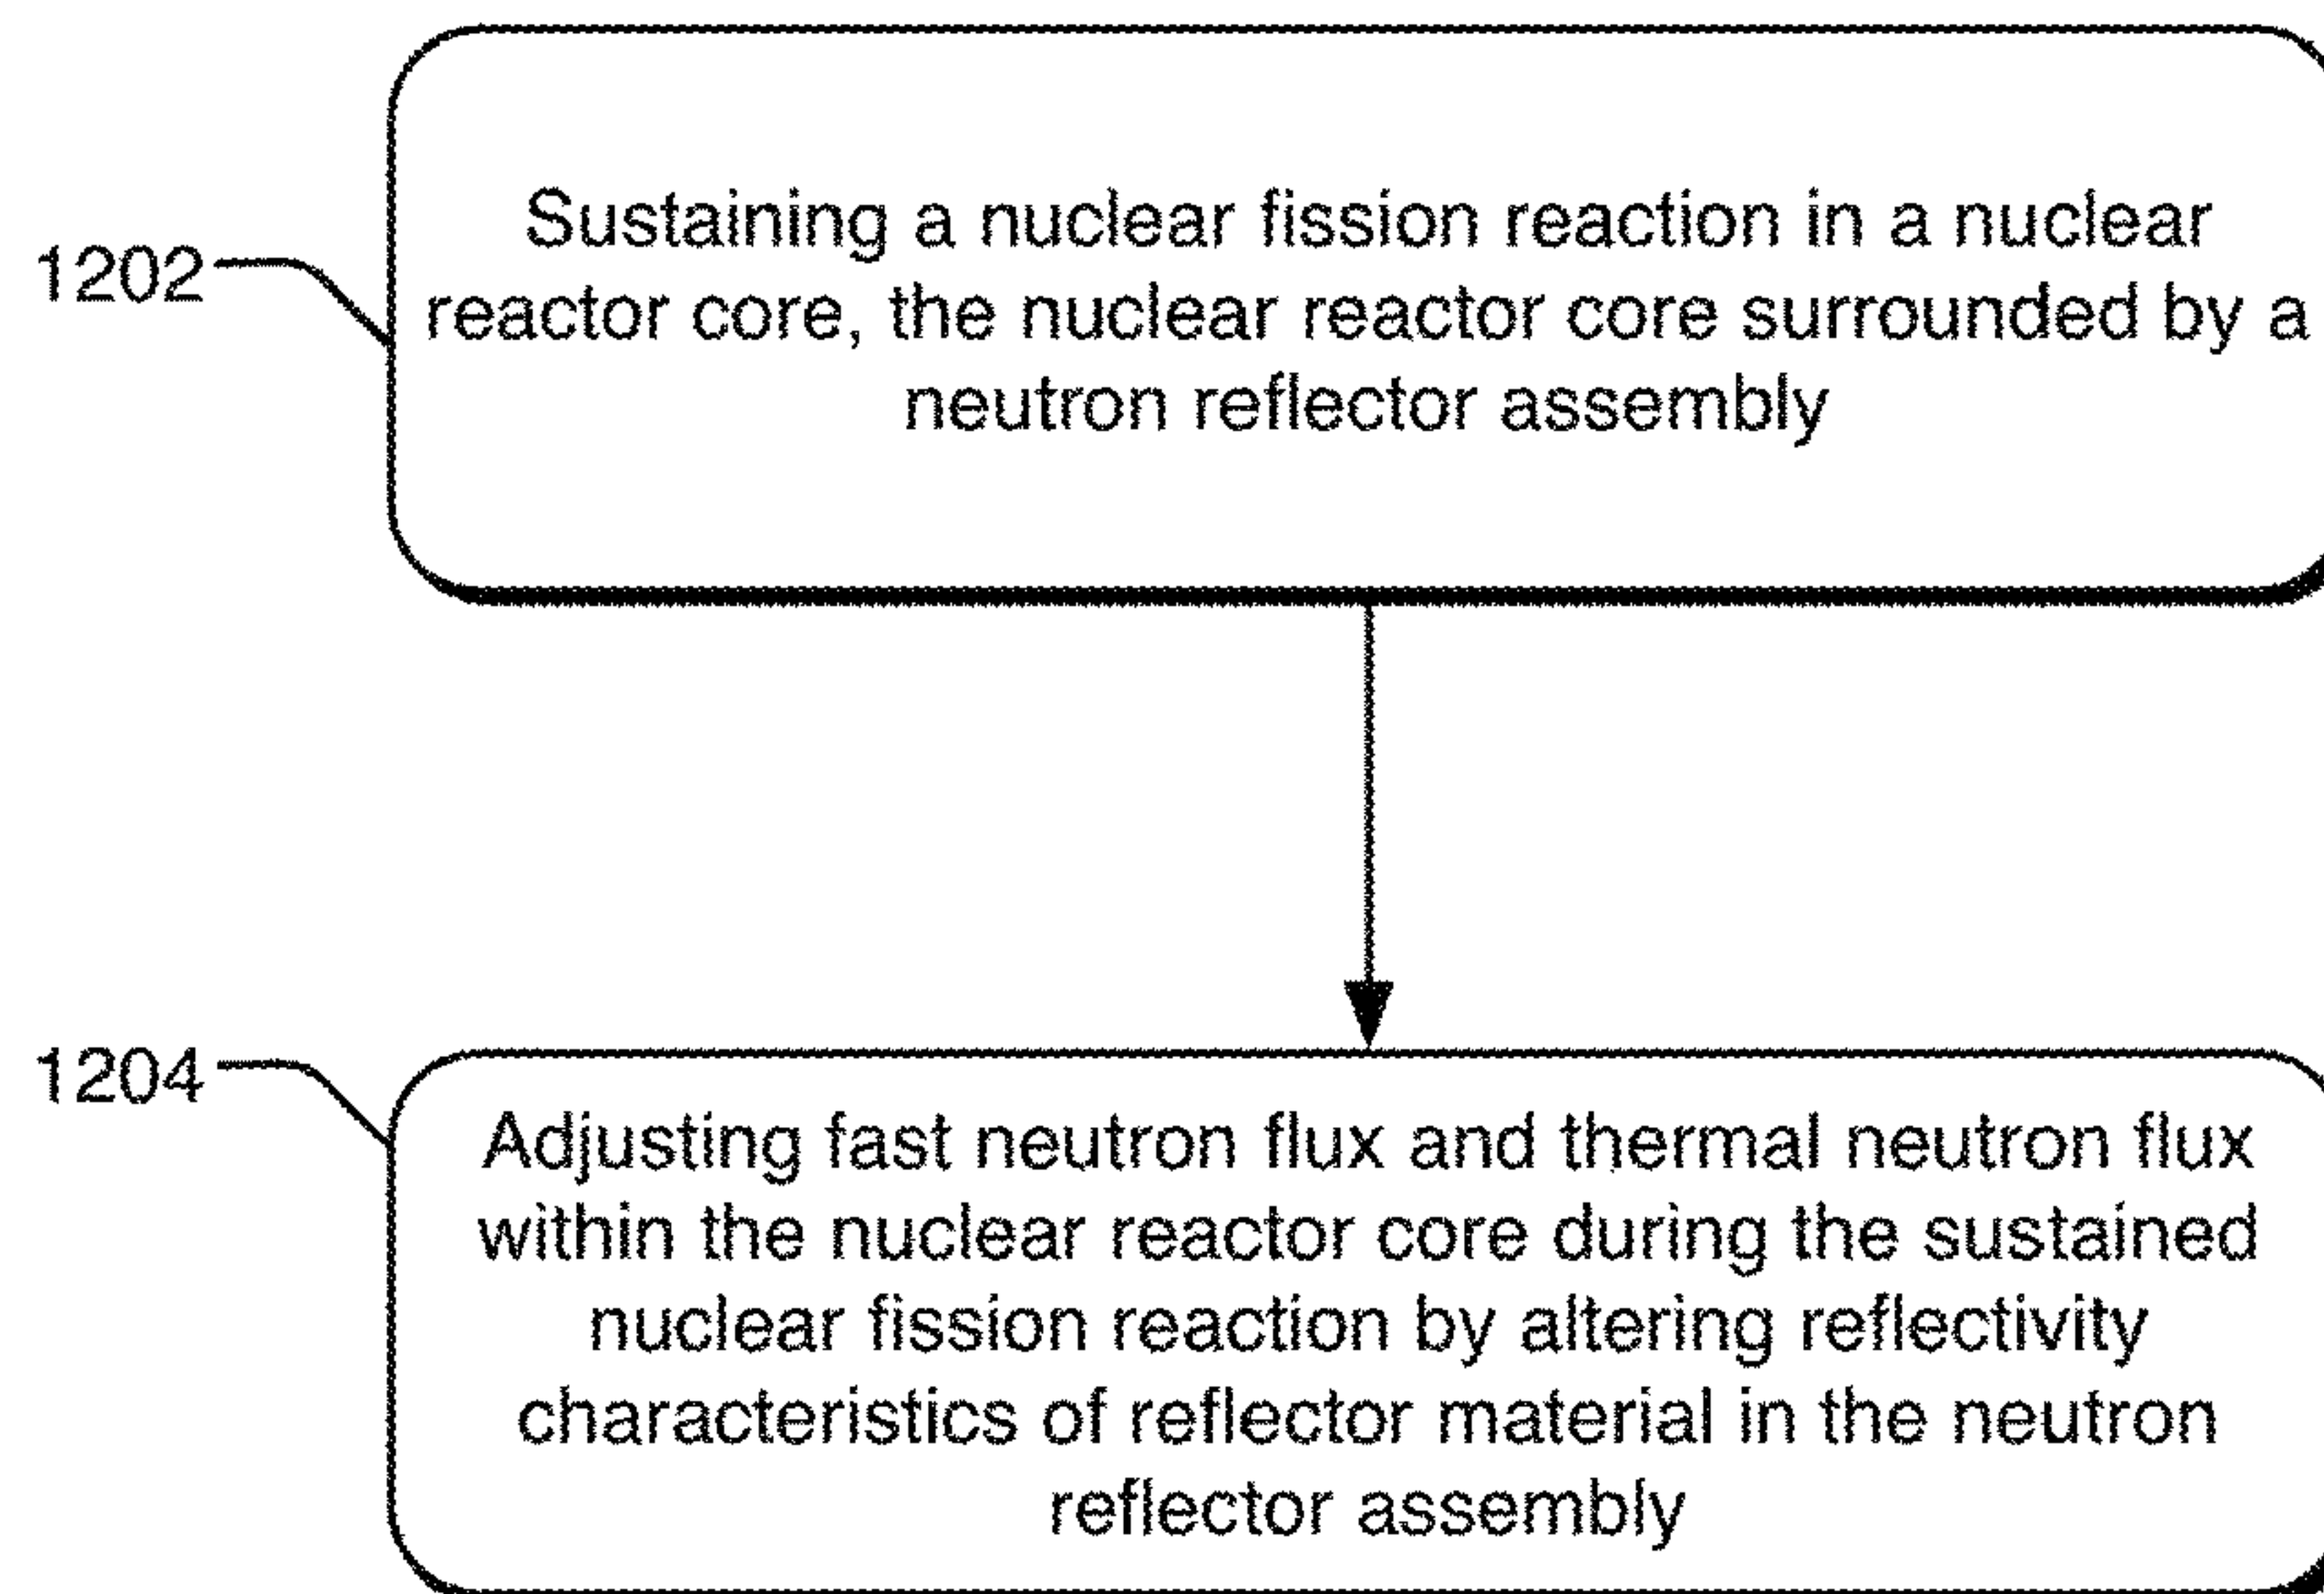 1202
Sustaining a nuclear fission reaction in a nuclear
reactor core, the nuclear reactor core surrounded by a
neutron reflector assembly
1204
Adjusting fast neutron flux and thermal neutron flux
within the nuclear reactor core during the sustained
nuclear fission reaction by altering reflectivity
characteristics of reflector material in the neutron
reflector assembly